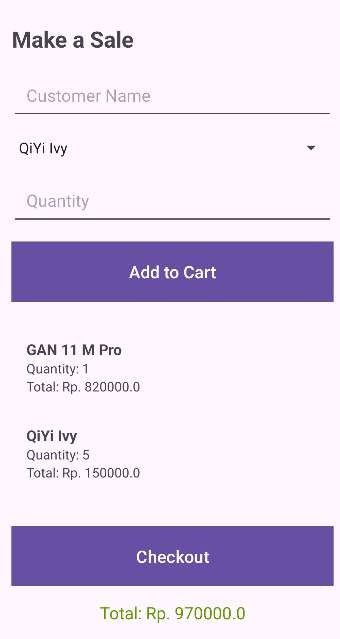 Make a Sale
Customer Name
QiYi Ivy
Quantity
Add to Cart
GAN 11 M Pro
Quantity: 1
Total: Rp. 820000.0
QiYi Ivy
Quantity: 5
Total: Rp. 150000.0
Checkout
Total: Rp. 970000.0